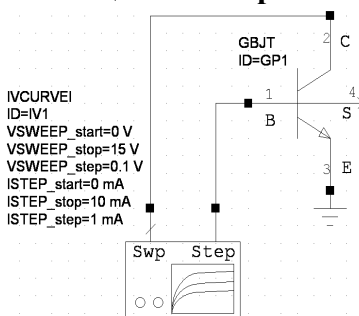 2 C
GBJT
ID=GP1
1
B
4
S
3 E
IVCURVEI
ID=IV1
VSWEEP_start=0 V
VSWEEP_stop=15 V
VSWEEP_step=0.1 V
ISTEP_start=0 mA
ISTEP_stop=10 mA
ISTEP_step=1 mA
Swp Step